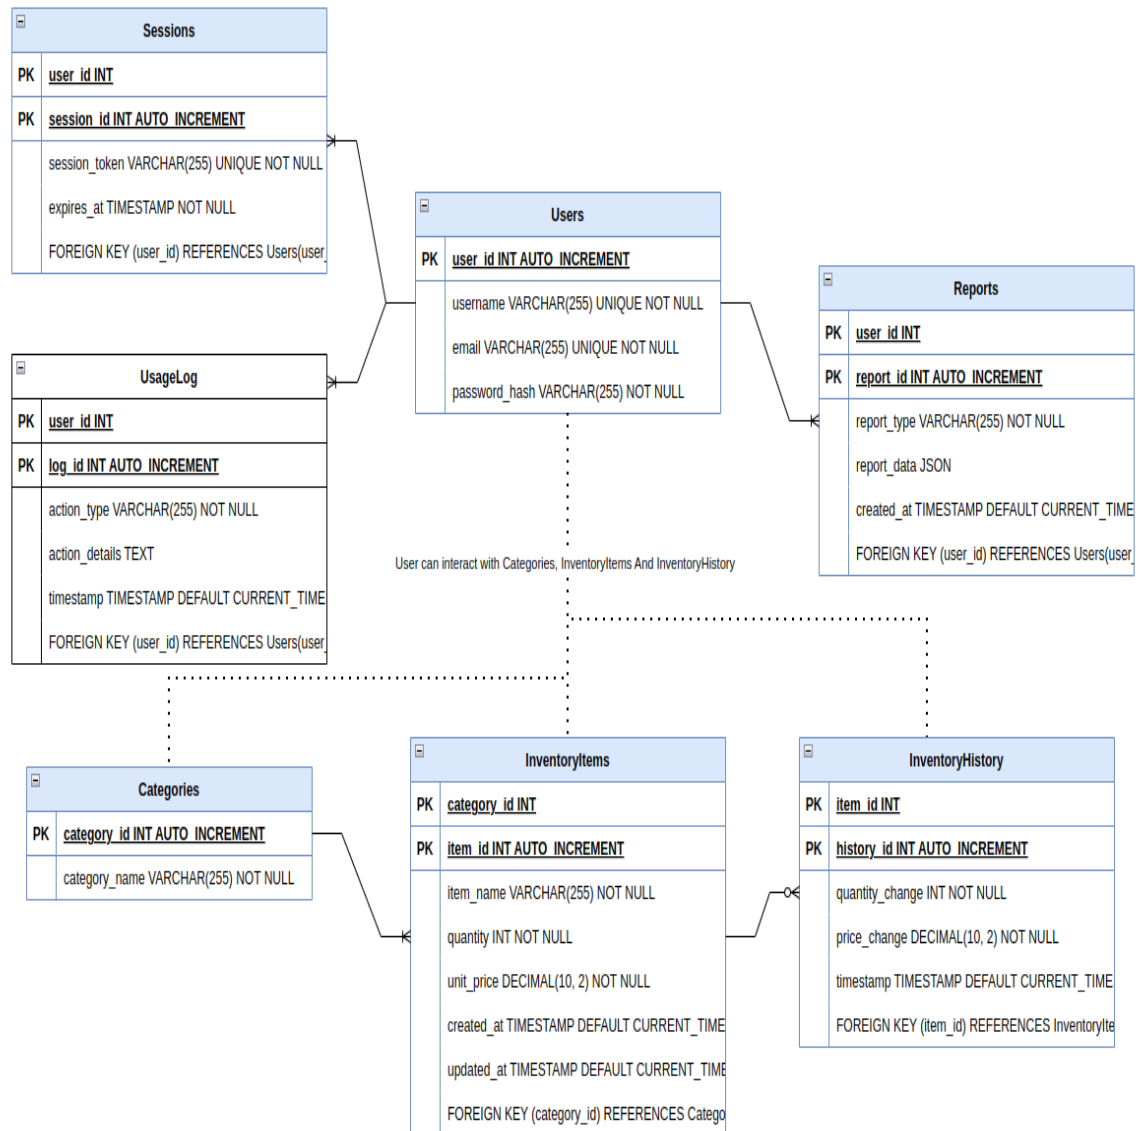 Sessions
PK user_id INT
PK session_id INT AUTO_INCREMENT
session_token VARCHAR(255) UNIQUE NOT NULL
expires_at TIMESTAMP NOT NULL
FOREIGN KEY (user_id) REFERENCES Users(user_
Users
PK user_id INT AUTO_INCREMENT
username VARCHAR(255) UNIQUE NOT NULL
email VARCHAR(255) UNIQUE NOT NULL
password_hash VARCHAR(255) NOT NULL
Reports
PK user_id INT
PK report_id INT AUTO_INCREMENT
report_type VARCHAR(255) NOT NULL
report_data JSON
created_at TIMESTAMP DEFAULT CURRENT_TIME
FOREIGN KEY (user_id) REFERENCES Users(user_
UsageLog
PK user_id INT
PK log_id INT AUTO_INCREMENT
action_type VARCHAR(255) NOT NULL
action_details TEXT
timestamp TIMESTAMP DEFAULT CURRENT_TIME
FOREIGN KEY (user_id) REFERENCES Users(user_
User can interact with Categories, InventoryItems And InventoryHistory
Categories
PK category_id INT AUTO_INCREMENT
category_name VARCHAR(255) NOT NULL
InventoryItems
PK category_id INT
PK item_id INT AUTO_INCREMENT
item_name VARCHAR(255) NOT NULL
quantity INT NOT NULL
unit_price DECIMAL(10, 2) NOT NULL
created_at TIMESTAMP DEFAULT CURRENT_TIME
updated_at TIMESTAMP DEFAULT CURRENT_TIME
FOREIGN KEY (category_id) REFERENCES Catego
InventoryHistory
PK item_id INT
PK history_id INT AUTO_INCREMENT
quantity_change INT NOT NULL
price_change DECIMAL(10, 2) NOT NULL
timestamp TIMESTAMP DEFAULT CURRENT_TIME
FOREIGN KEY (item_id) REFERENCES InventoryIte